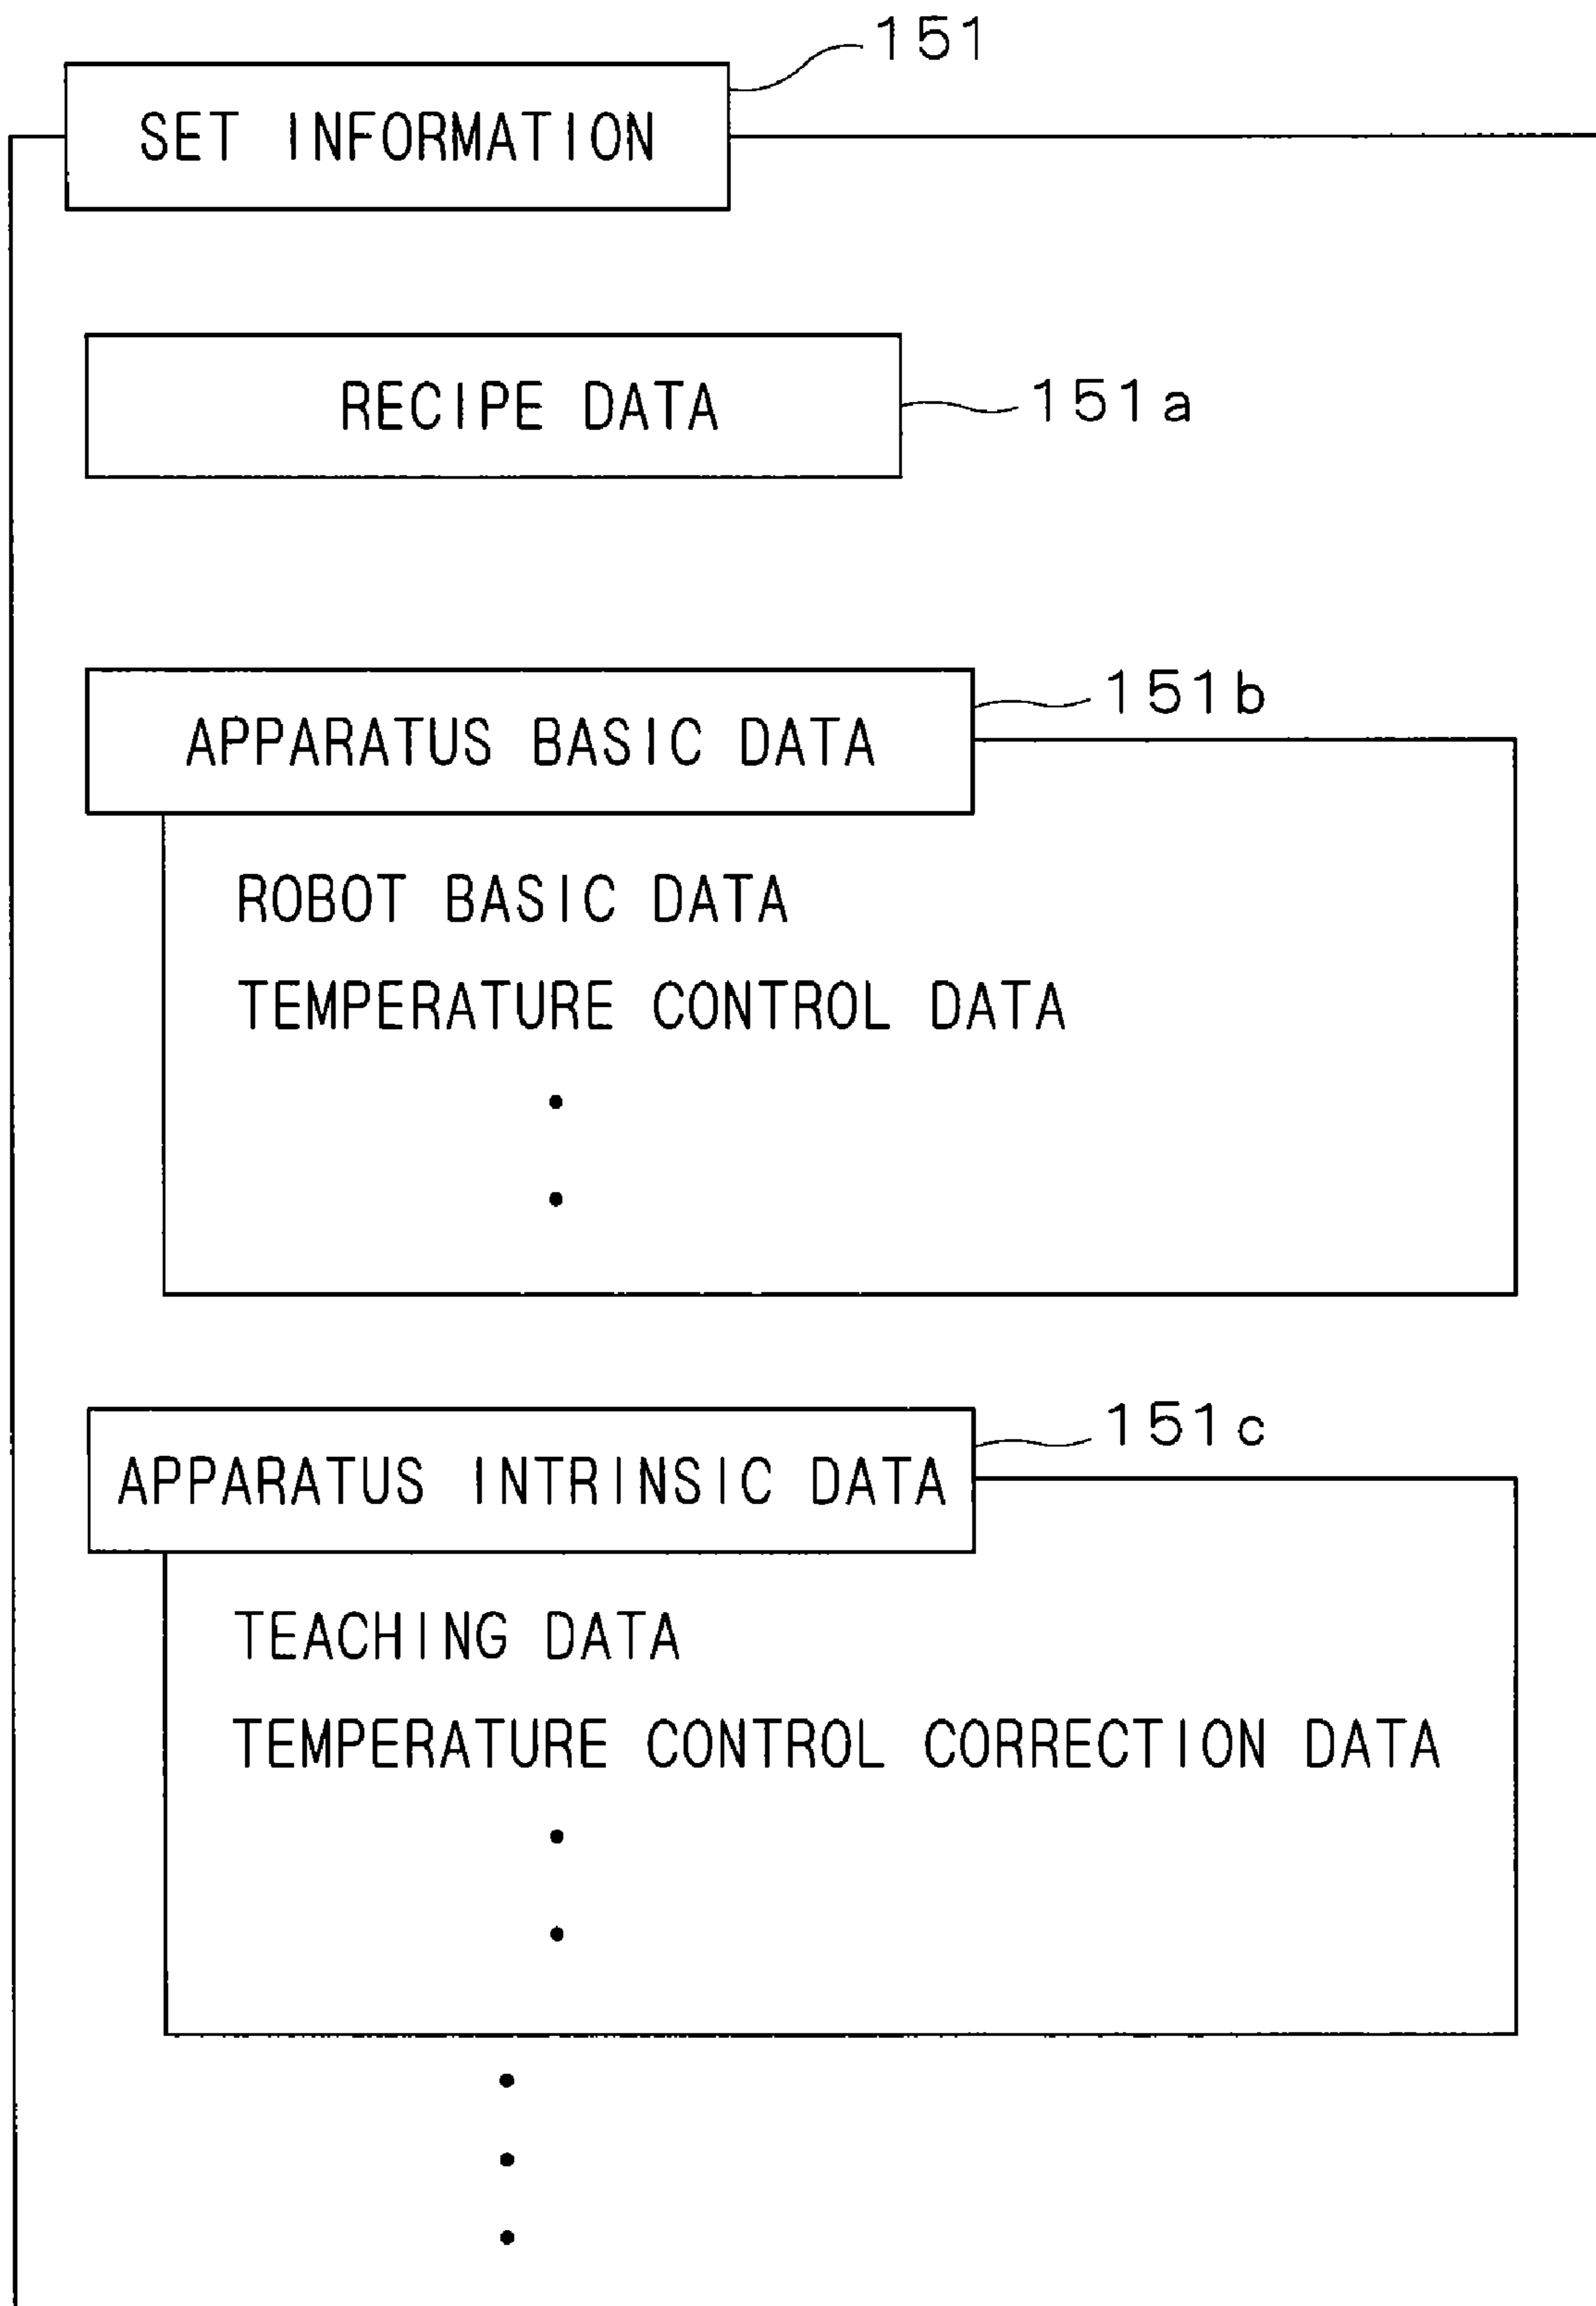 151
SET INFORMATION
RECIPE DATA
151a
151b
APPARATUS BASIC DATA
ROBOT BASIC DATA
TEMPERATURE CONTROL DATA
151c
APPARATUS INTRINSIC DATA
TEACHING DATA
TEMPERATURE CONTROL CORRECTION DATA